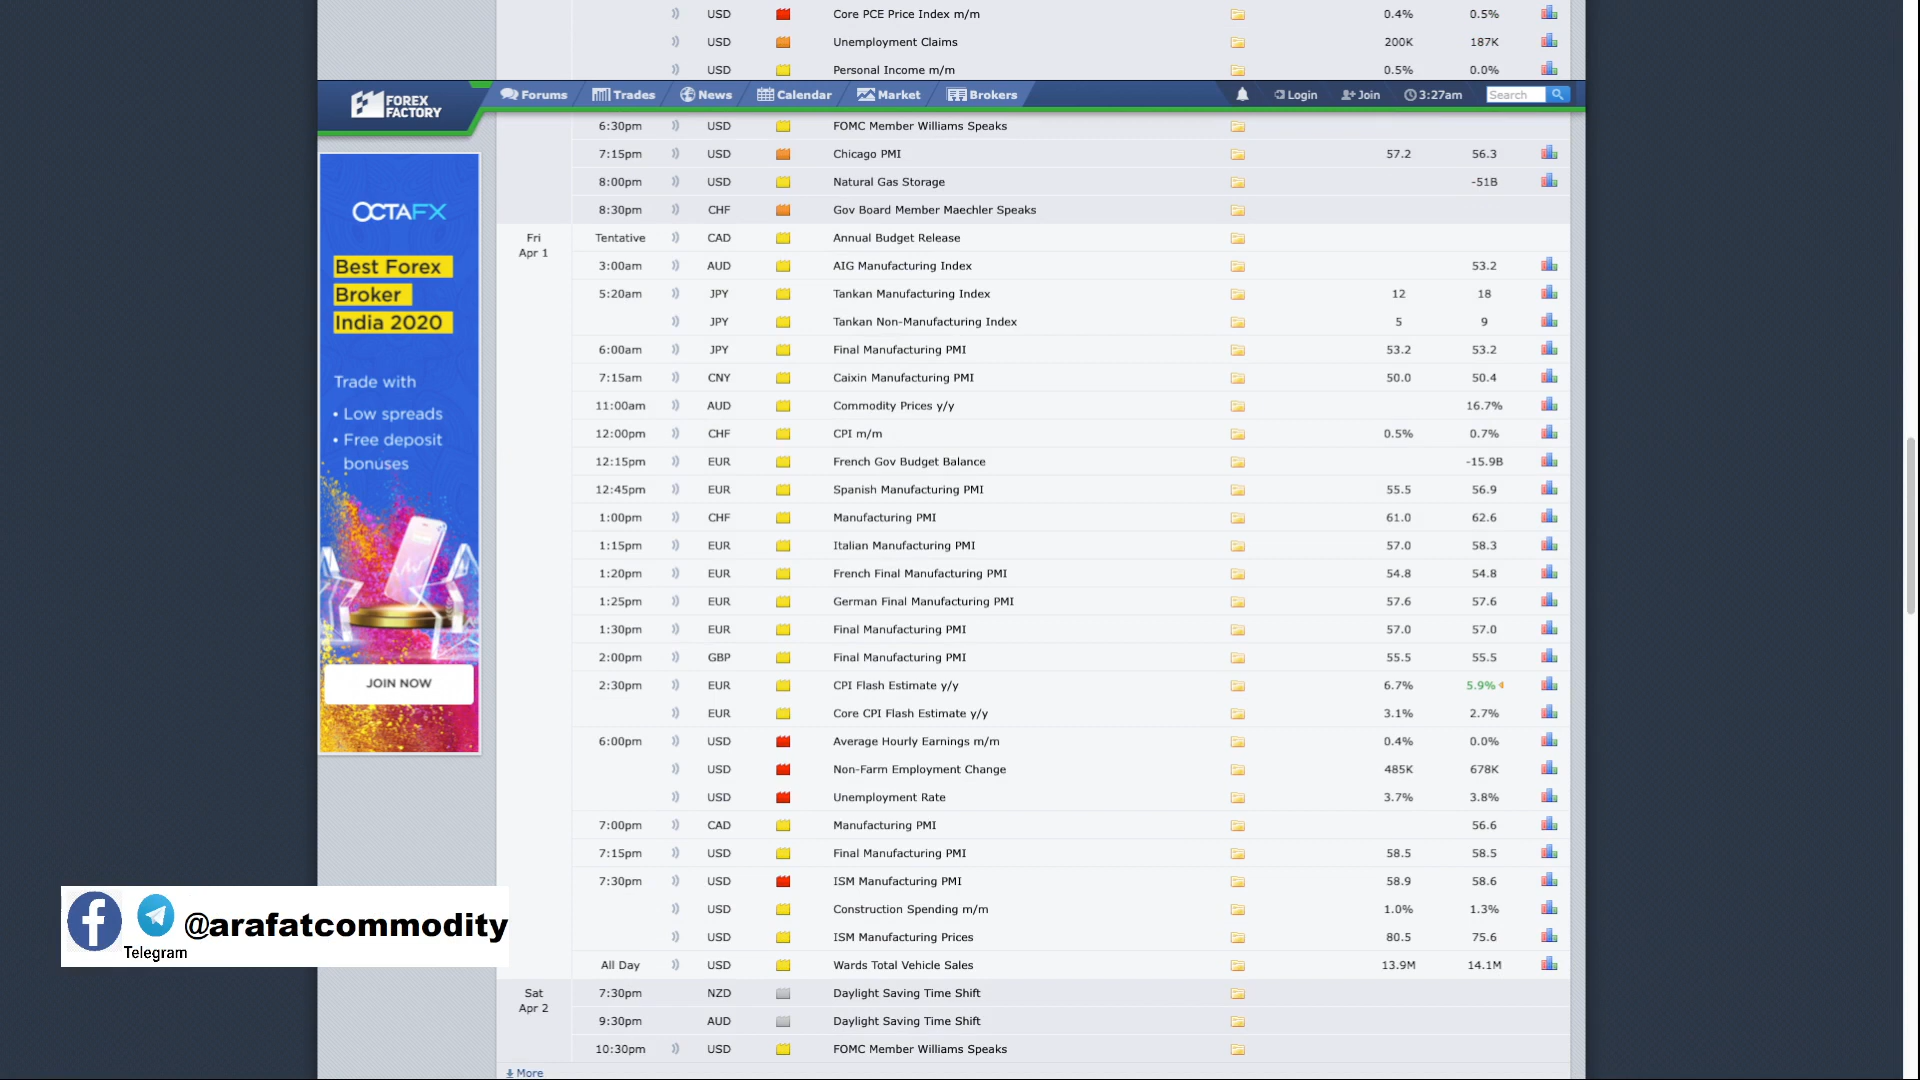 USD Core PCE Price Index m/m 0.4% 0.5%
USD Unemployment Claims 200K 187K
USD Personal Income m/m 0.5% 0.0%
FOREX FACTORY Forums Trades News Calendar Market Brokers Login Join 3:27am Search
6:30pm USD FOMC Member Williams Speaks
7:15pm USD Chicago PMI 57.2 56.3
8:00pm USD Natural Gas Storage -51B
8:30pm CHF Gov Board Member Maechler Speaks
Fri Apr 1
Tentative CAD Annual Budget Release
3:00am AUD AIG Manufacturing Index 53.2
5:20am JPY Tankan Manufacturing Index 12 18
JPY Tankan Non-Manufacturing Index 5 9
6:00am JPY Final Manufacturing PMI 53.2 53.2
7:15am CNY Caixin Manufacturing PMI 50.0 50.4
11:00am AUD Commodity Prices y/y 16.7%
12:00pm CHF CPI m/m 0.5% 0.7%
12:15pm EUR French Gov Budget Balance -15.9B
12:45pm EUR Spanish Manufacturing PMI 55.5 56.9
1:00pm CHF Manufacturing PMI 61.0 62.6
1:15pm EUR Italian Manufacturing PMI 57.0 58.3
1:20pm EUR French Final Manufacturing PMI 54.8 54.8
1:25pm EUR German Final Manufacturing PMI 57.6 57.6
1:30pm EUR Final Manufacturing PMI 57.0 57.0
2:00pm GBP Final Manufacturing PMI 55.5 55.5
2:30pm EUR CPI Flash Estimate y/y 6.7% 5.9%
EUR Core CPI Flash Estimate y/y 3.1% 2.7%
6:00pm USD Average Hourly Earnings m/m 0.4% 0.0%
USD Non-Farm Employment Change 485K 678K
USD Unemployment Rate 3.7% 3.8%
7:00pm CAD Manufacturing PMI 56.6
7:15pm USD Final Manufacturing PMI 58.5 58.5
7:30pm USD ISM Manufacturing PMI 58.9 58.6
USD Construction Spending m/m 1.0% 1.3%
USD ISM Manufacturing Prices 80.5 75.6
All Day USD Wards Total Vehicle Sales 13.9M 14.1M
Sat Apr 2
7:30pm NZD Daylight Saving Time Shift
9:30pm AUD Daylight Saving Time Shift
10:30pm USD FOMC Member Williams Speaks
More
OCTAFX
Best Forex
Broker
India 2020
Trade with
• Low spreads
• Free deposit
bonuses
JOIN NOW
@arafatcommodity
Telegram